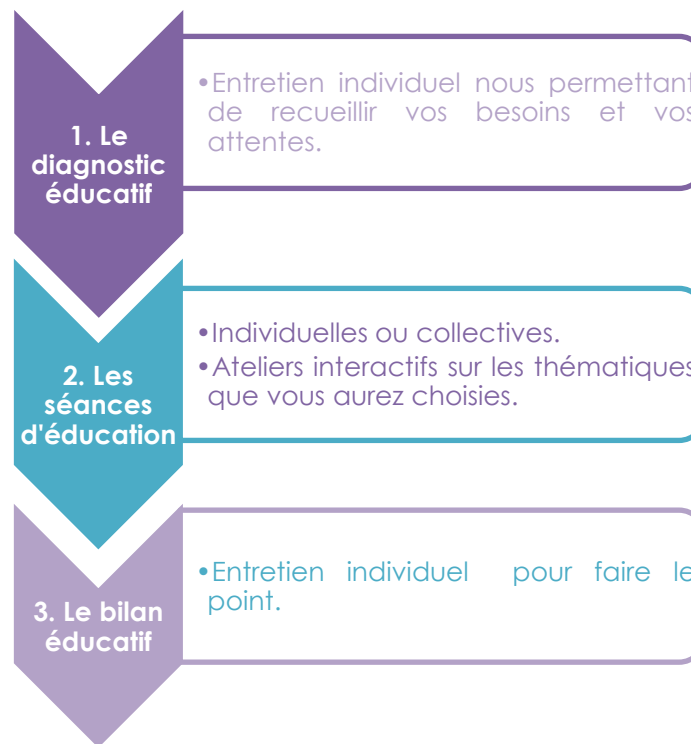 1. Le
diagnostic
éducatif
•Entretien individuel nous permettant
de recueillir vos besoins et vos
attentes.
2. Les
séances
d'éducation
•Individuelles ou collectives.
•Ateliers interactifs sur les thématiques
que vous aurez choisies.
3. Le bilan
éducatif
•Entretien individuel pour faire le
point.